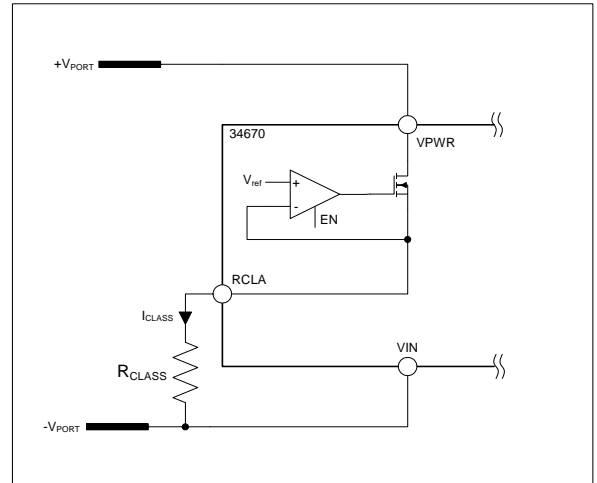 +VPORT
34670
VPWR
Vref
+
-
EN
RCLA
ICLASS
RCLASS
VIN
-VPORT